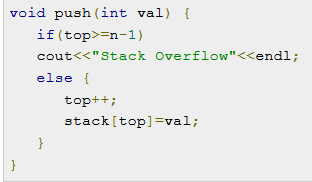 void push(int val) {
if(top>=n-1)
cout<<"Stack Overflow"<<endl;
else {
top++;
stack[top]=val;
}
}